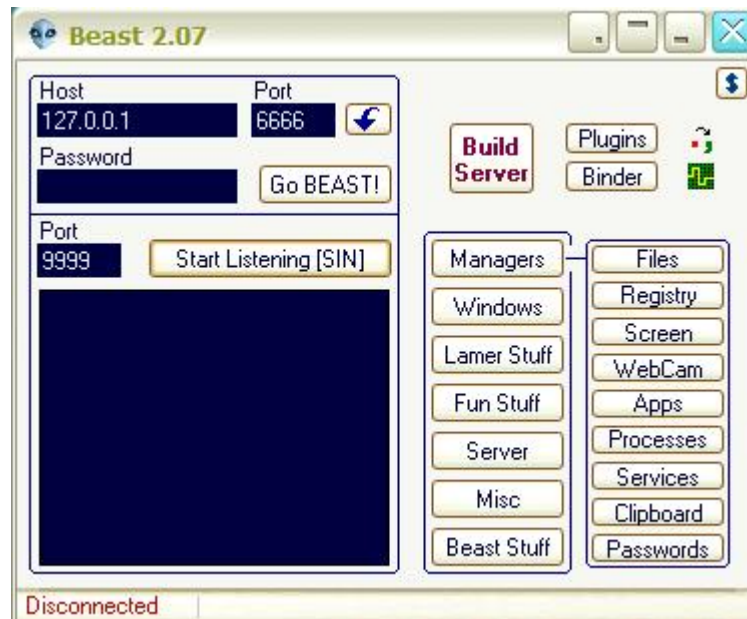 Beast 2.07
Host Port
127.0.0.1 6666
Password
Go BEAST!
Port
9999 Start Listening [SIN]
Build
Server
Plugins
Binder
Managers
Windows
Lamer Stuff
Fun Stuff
Server
Misc
Beast Stuff
Files
Registry
Screen
WebCam
Apps
Processes
Services
Clipboard
Passwords
Disconnected